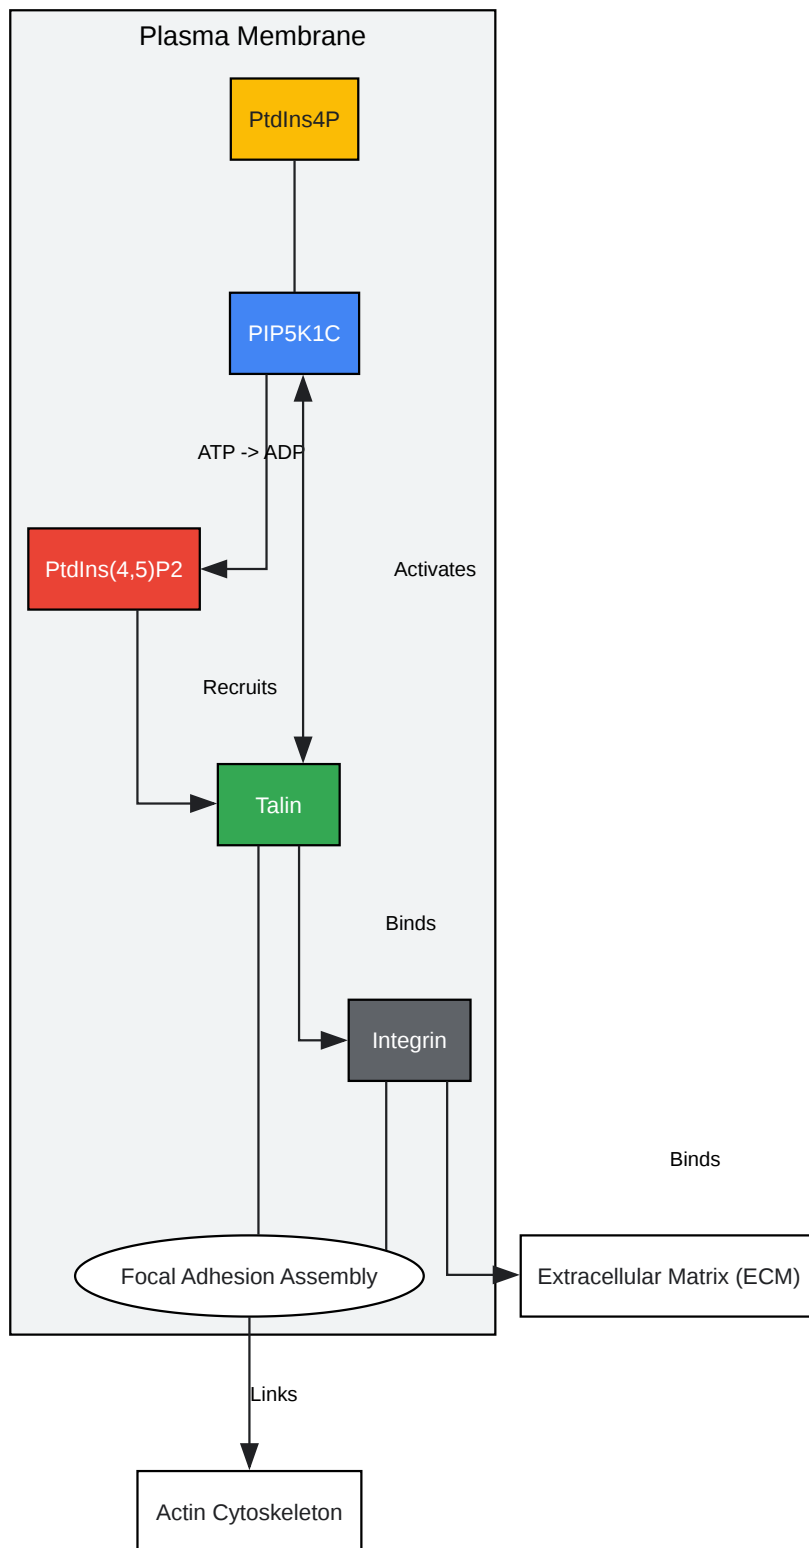 Plasma Membrane
PtdIns4P
PIP5K1C
ATP -> ADP
PtdIns(4,5)P2
Activates
Recruits
Talin
Binds
Integrin
Binds
Focal Adhesion Assembly
Extracellular Matrix (ECM)
Links
Actin Cytoskeleton